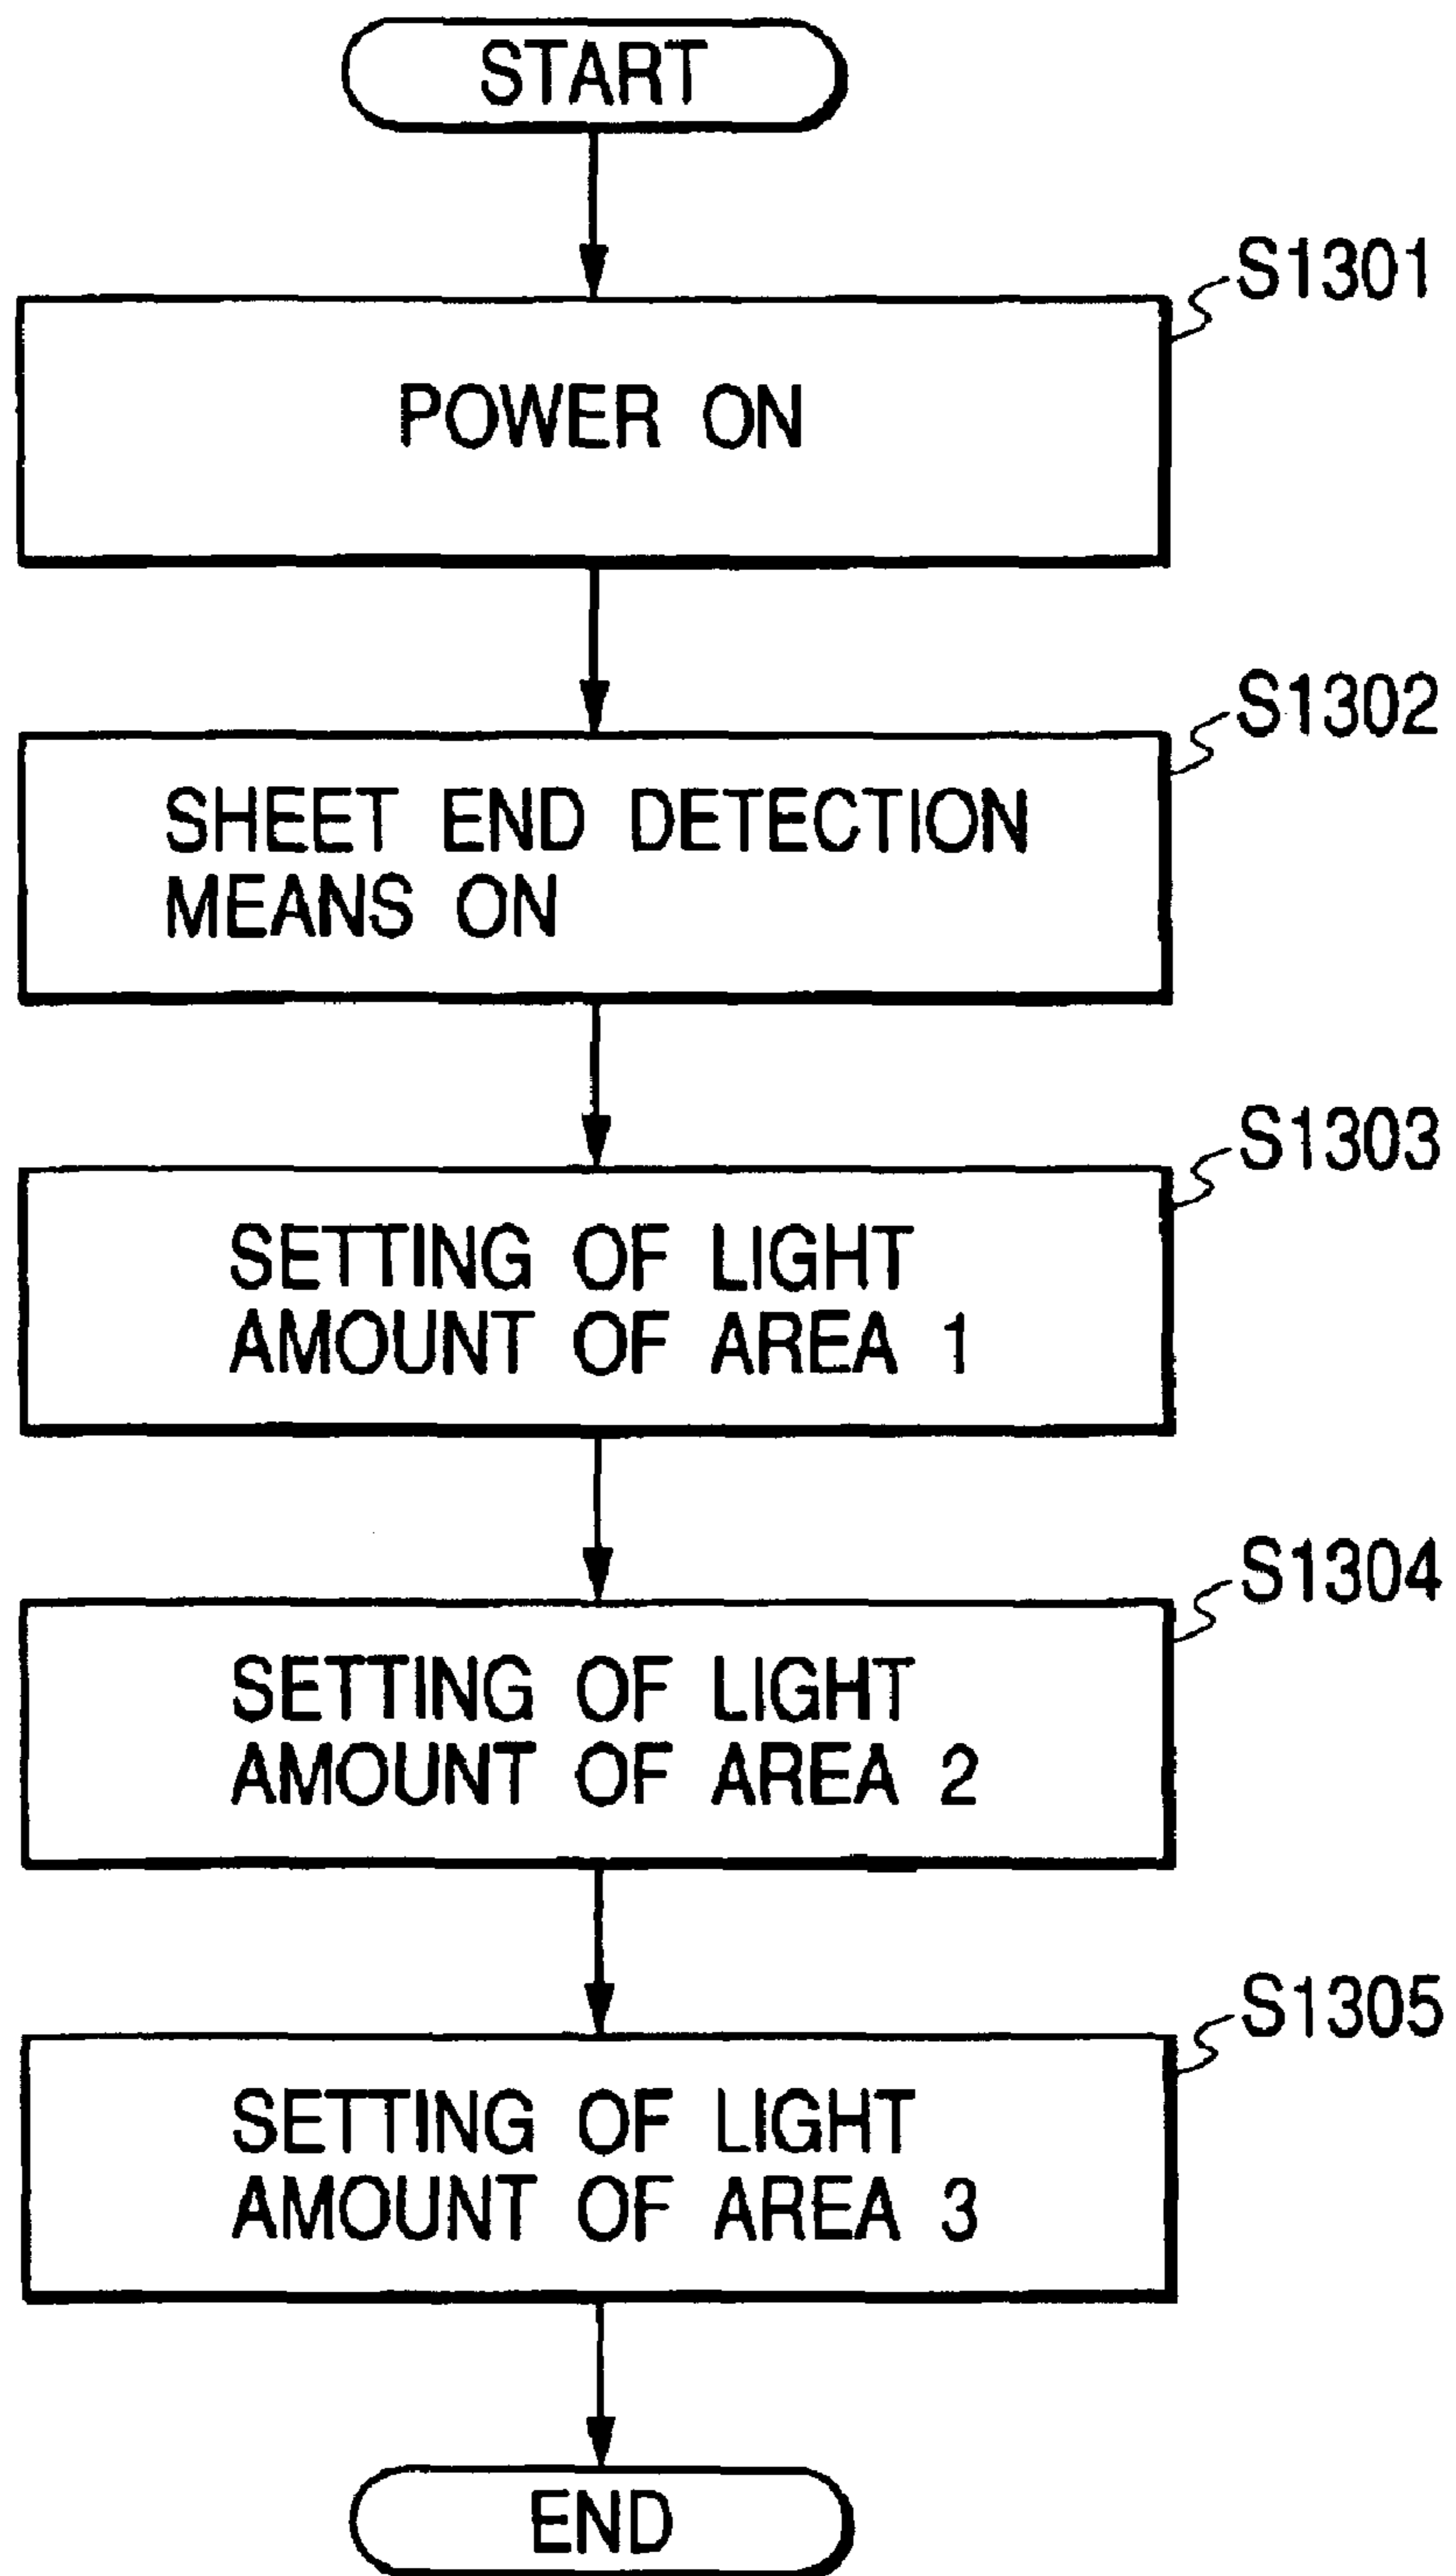 START
S1301
POWER ON
S1302
SHEET END DETECTION
MEANS ON
S1303
SETTING OF LIGHT
AMOUNT OF AREA 1
S1304
SETTING OF LIGHT
AMOUNT OF AREA 2
S1305
SETTING OF LIGHT
AMOUNT OF AREA 3
END